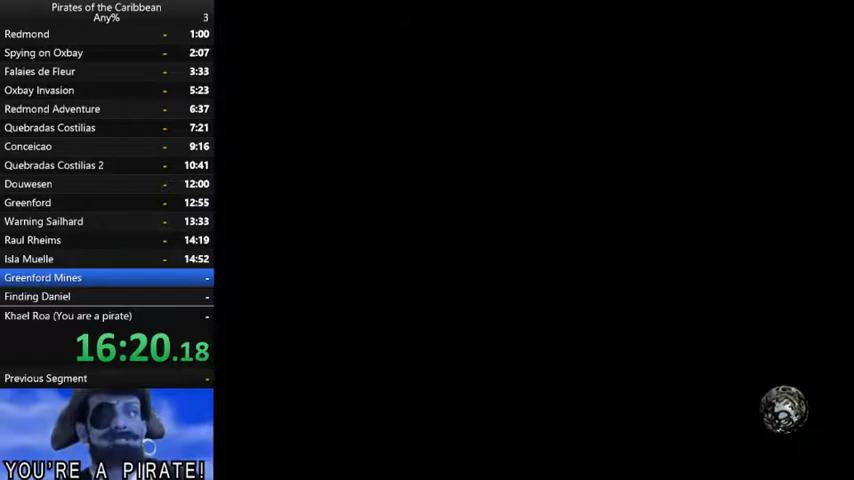 Pirates of the Caribbean
Any% 3
Redmond - 1:00
Spying on Oxbay - 2:07
Falaies de Fleur - 3:33
Oxbay Invasion - 5:23
Redmond Adventure - 6:37
Quebradas Costilias - 7:21
Conceicao - 9:16
Quebradas Costilias 2 - 10:41
Douwesen - 12:00
Greenford - 12:55
Warning Sailhard - 13:33
Raul Rheims - 14:19
Isla Muelle - 14:52
Greenford Mines -
Finding Daniel -
Khael Roa (You are a pirate) -
16:20.18
Previous Segment -
YOU'RE A PIRATE!